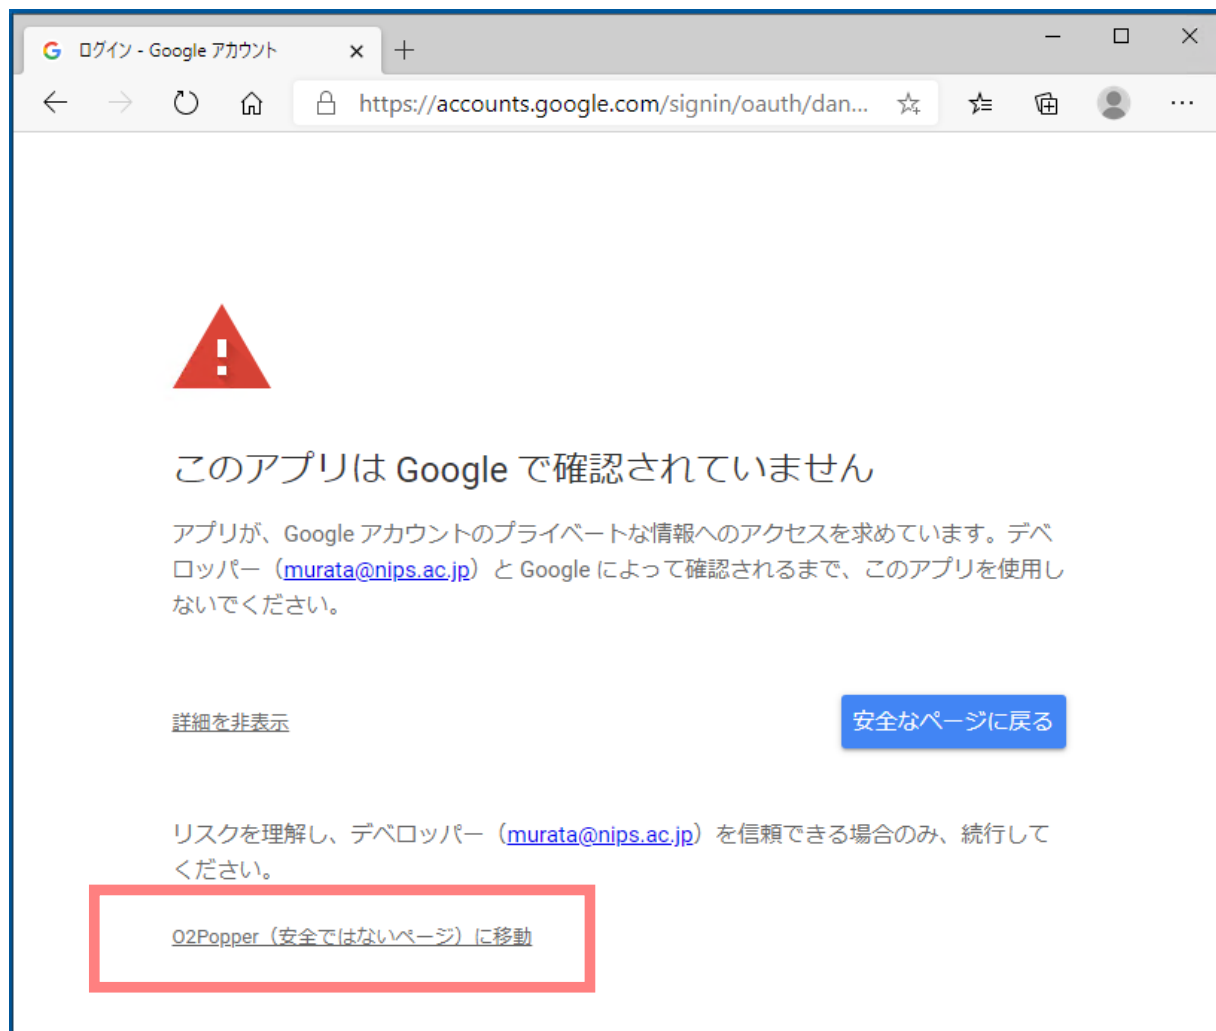 ログイン - Google アカウント
https://accounts.google.com/signin/oauth/dan...
このアプリは Google で確認されていません
アプリが、Google アカウントのプライベートな情報へのアクセスを求めています。デベ
ロッパー（murata@nips.ac.jp）と Google によって確認されるまで、このアプリを使用し
ないでください。
詳細を非表示
安全なページに戻る
リスクを理解し、デベロッパー（murata@nips.ac.jp）を信頼できる場合のみ、続行して
ください。
O2Popper（安全ではないページ）に移動